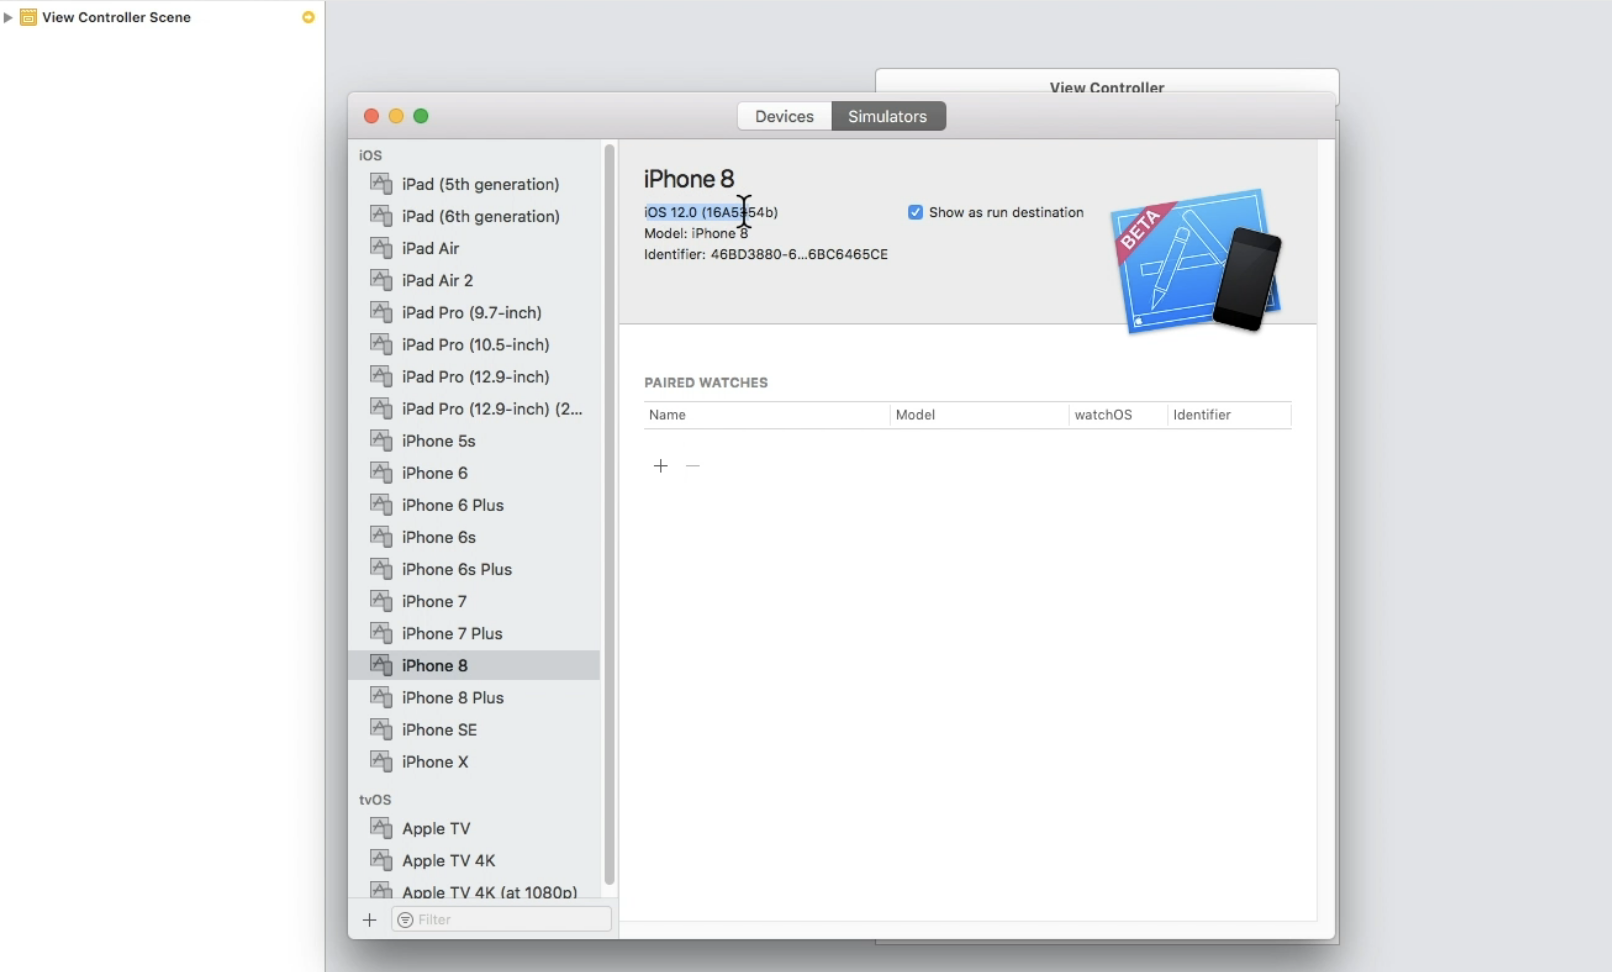 View Controller Scene
View Controller
Devices
Simulators
iOS
iPad (5th generation)
iPad (6th generation)
iPad Air
iPad Air 2
iPad Pro (9.7-inch)
iPad Pro (10.5-inch)
iPad Pro (12.9-inch)
iPad Pro (12.9-inch) (2...
iPhone 5s
iPhone 6
iPhone 6 Plus
iPhone 6s
iPhone 6s Plus
iPhone 7
iPhone 7 Plus
iPhone 8
iPhone 8 Plus
iPhone SE
iPhone X
tvOS
Apple TV
Apple TV 4K
Apple TV 4K (at 1080p)
Filter
iPhone 8
iOS 12.0 (16A5354b)
Model: iPhone 8
Identifier: 46BD3880-6...6BC6465CE
Show as run destination
BETA
PAIRED WATCHES
Name Model watchOS Identifier